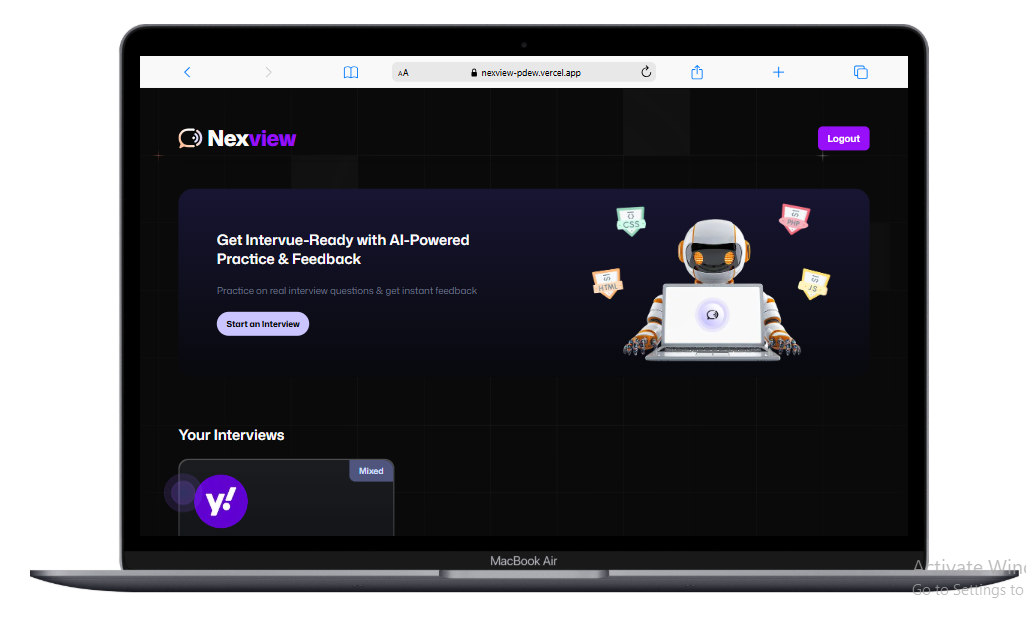 AA
nexview-pdew.vercel.app
Nexview
Logout
Get Intervue-Ready with AI-Powered
Practice & Feedback
Practice on real interview questions & get instant feedback
Start an Interview
CSS
PHP
HTML
JS
Your Interviews
Mixed
y!
MacBook Air
Activate Win
Go to Settings to